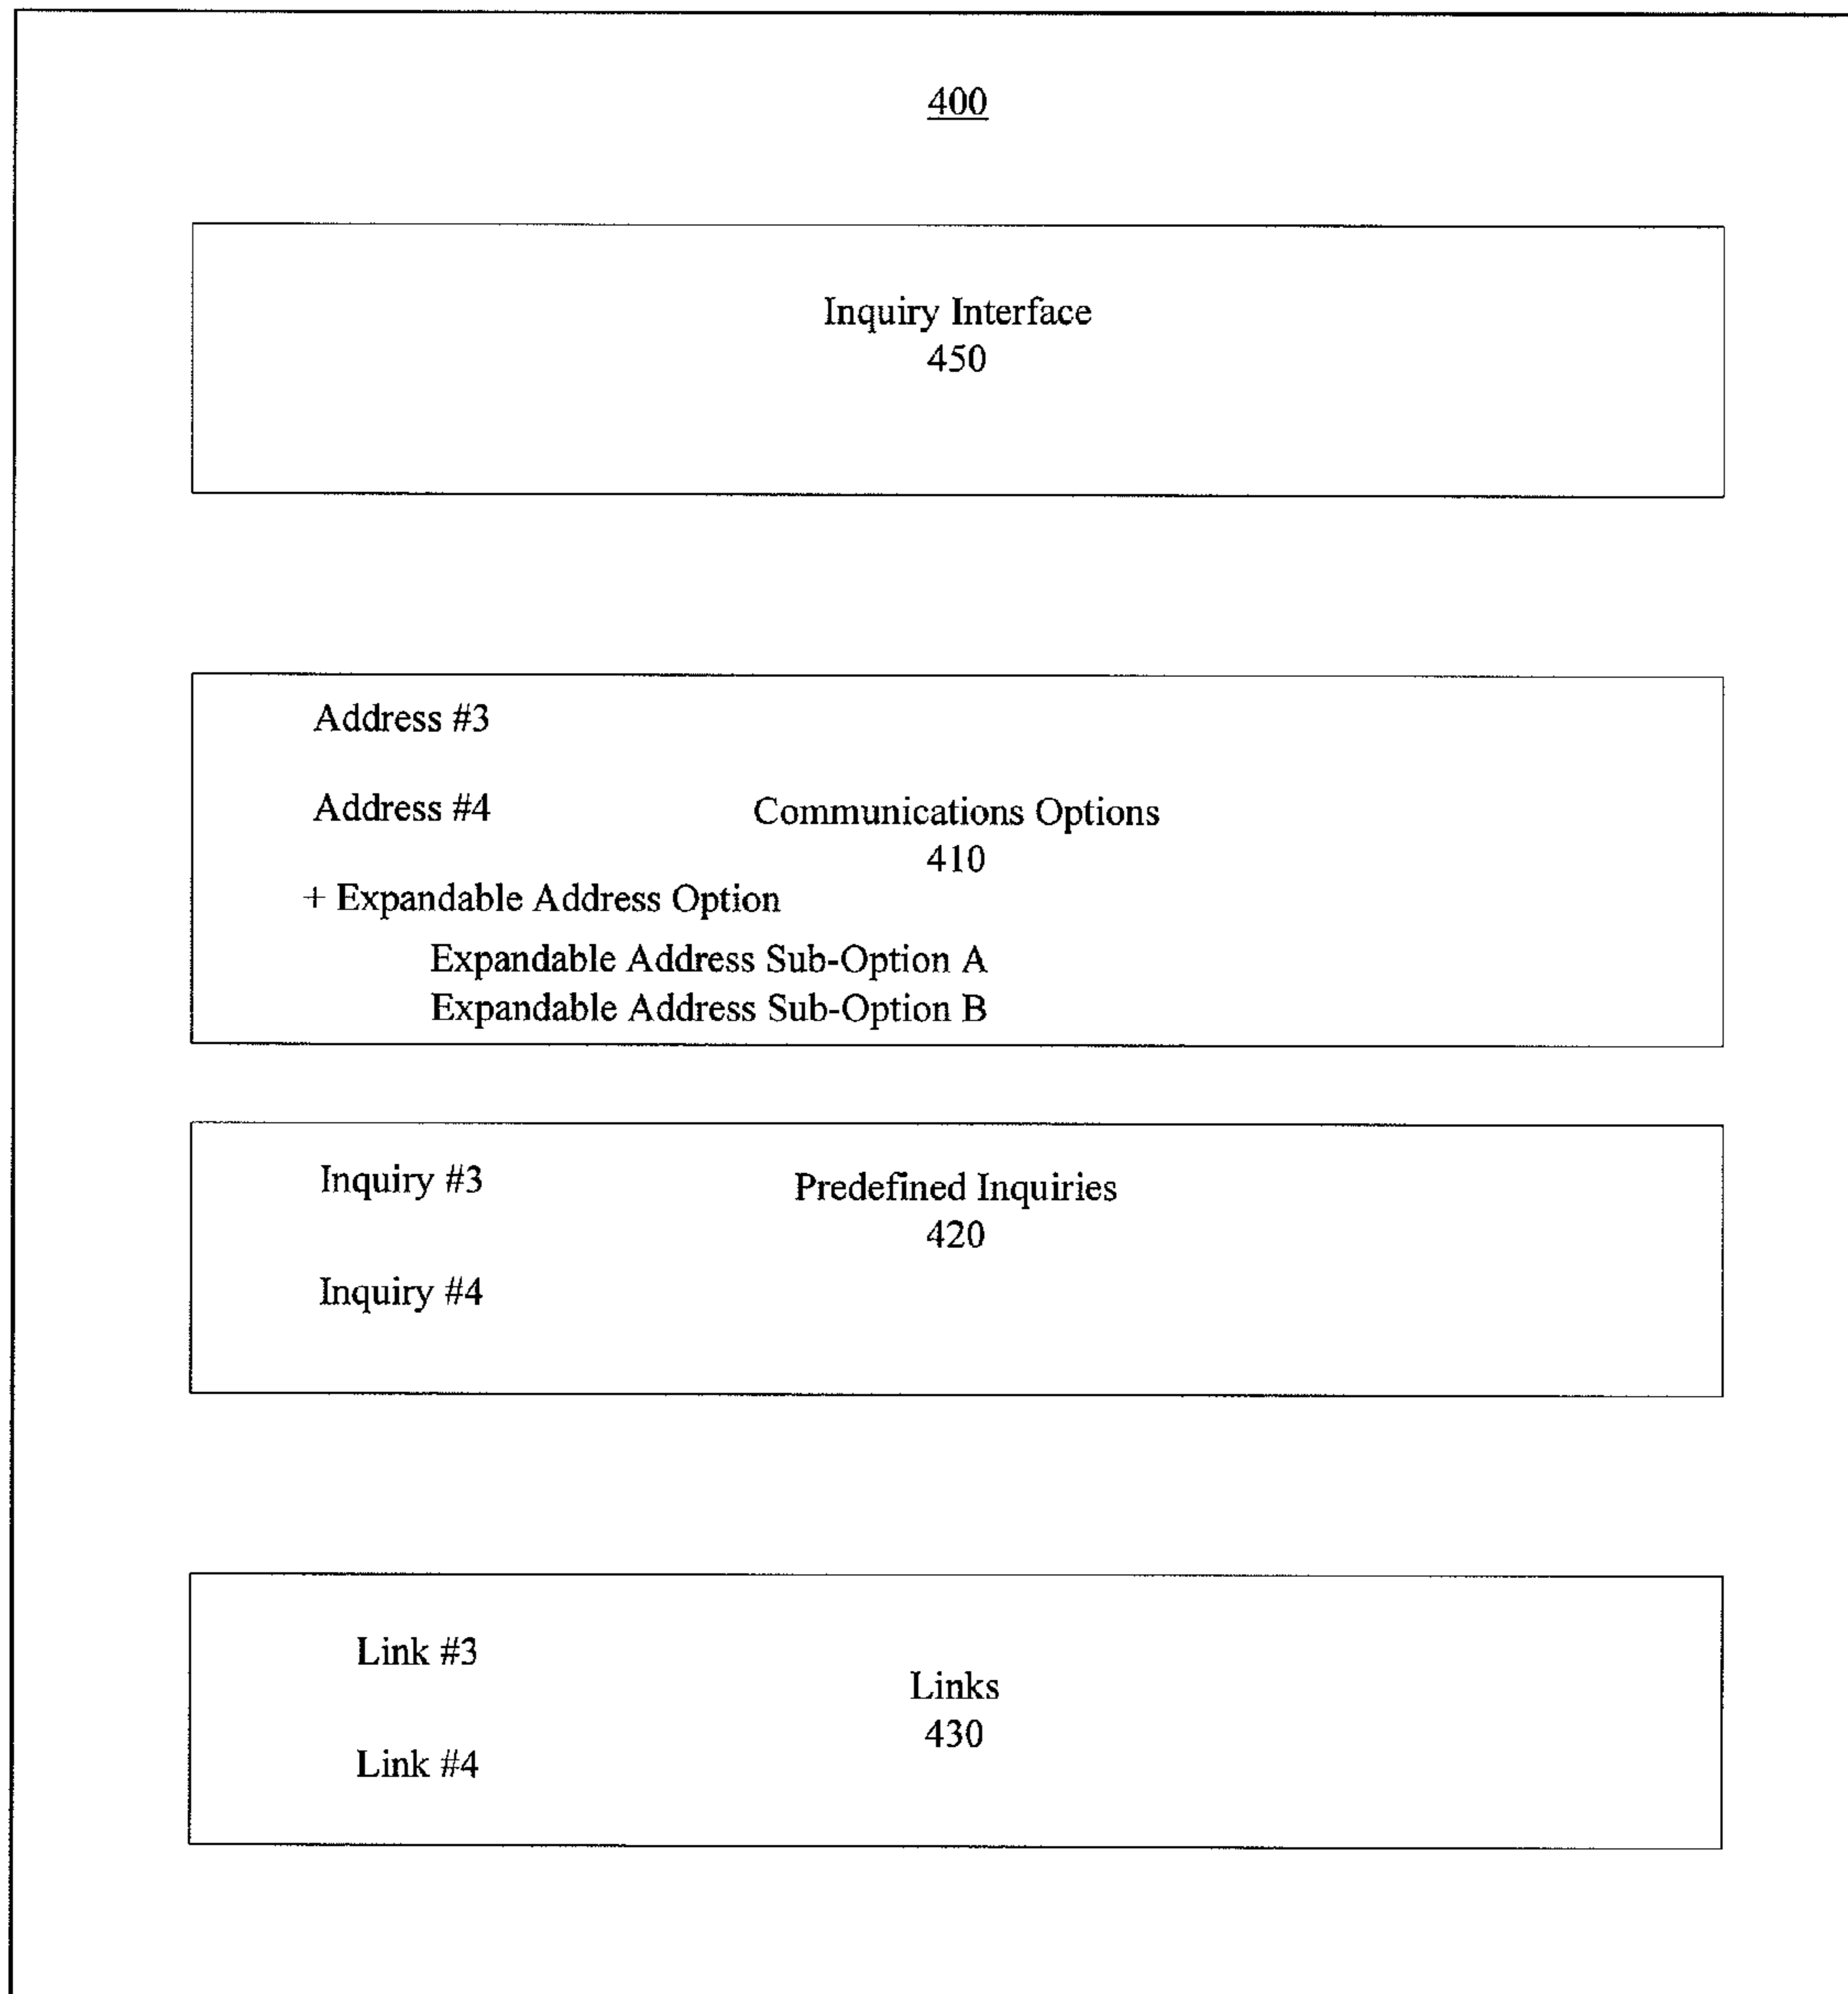 400
Inquiry Interface
450
Address #3
Address #4
Communications Options
410
+ Expandable Address Option
Expandable Address Sub-Option A
Expandable Address Sub-Option B
Inquiry #3
Predefined Inquiries
420
Inquiry #4
Link #3
Links
430
Link #4